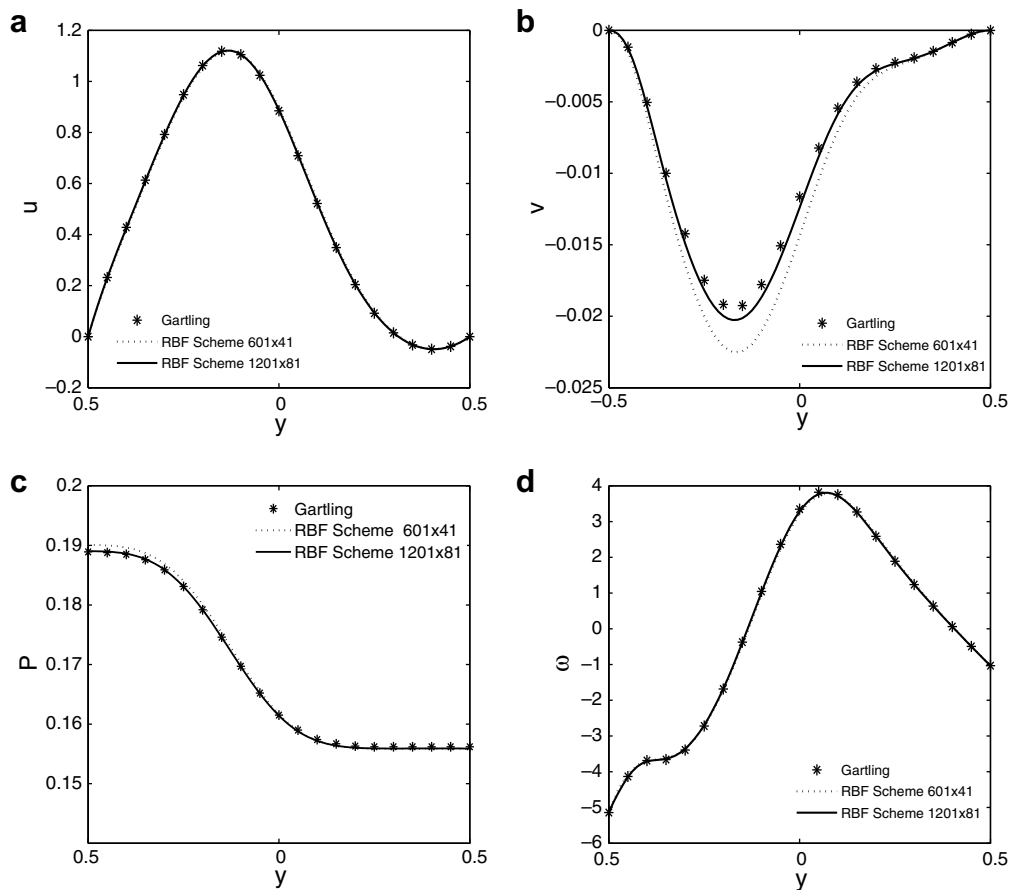 a
1.2
1
0.8
0.6
0.4
0.2
0
−0.2
u
Gartling
RBF Scheme 601x41
RBF Scheme 1201x81
0.5
0
0.5
y
b
0
−0.005
−0.01
−0.015
−0.02
−0.025
v
Gartling
RBF Scheme 601x41
RBF Scheme 1201x81
−0.5
0
0.5
y
c
0.2
0.19
0.18
0.17
0.16
0.15
P
Gartling
RBF Scheme 601x41
RBF Scheme 1201x81
0.5
0
0.5
y
d
4
3
2
1
0
−1
−2
−3
−4
−5
−6
ω
Gartling
RBF Scheme 601x41
RBF Scheme 1201x81
0.5
0
0.5
y